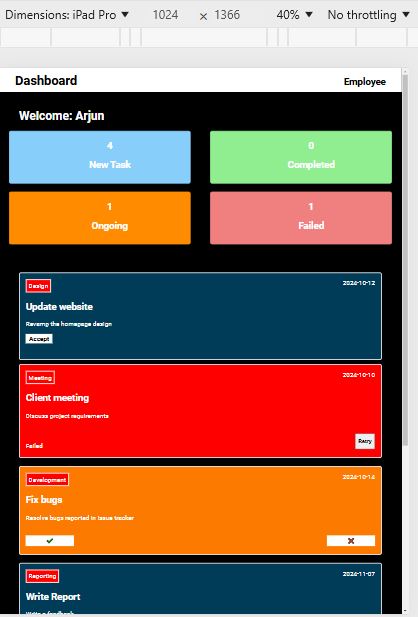 Dimensions: iPad Pro ▼ 1024 × 1366 40% ▼ No throttling ▼
Dashboard Employee
Welcome: Arjun
4 0
New Task Completed
1 1
Ongoing Failed
Design 2024-10-12
Update website
Revamp the homepage design
Accept
Meeting 2024-10-10
Client meeting
Discuss project requirements
Failed Retry
Development 2024-10-14
Fix bugs
Resolve bugs reported in issue tracker
Reporting 2024-11-07
Write Report
Write a feedback